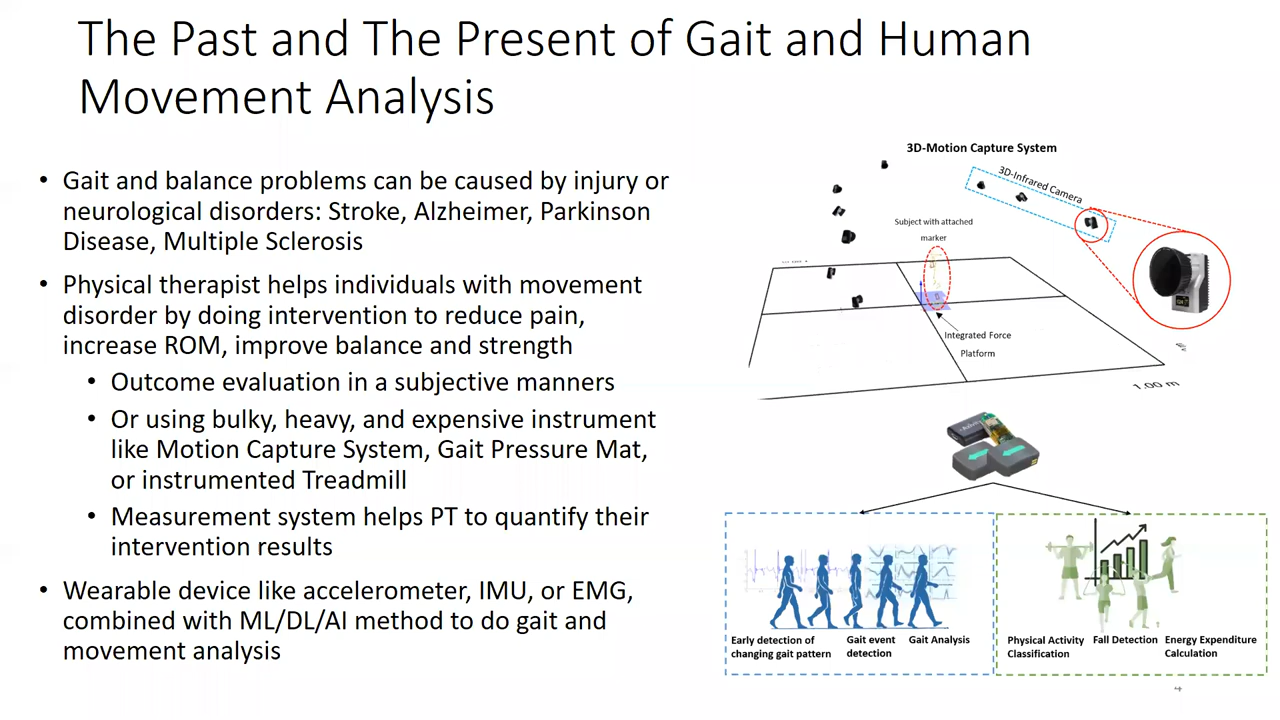 The Past and The Present of Gait and Human
Movement Analysis
• Gait and balance problems can be caused by injury or
neurological disorders: Stroke, Alzheimer, Parkinson
Disease, Multiple Sclerosis
• Physical therapist helps individuals with movement
disorder by doing intervention to reduce pain,
increase ROM, improve balance and strength
• Outcome evaluation in a subjective manners
• Or using bulky, heavy, and expensive instrument
like Motion Capture System, Gait Pressure Mat,
or instrumented Treadmill
• Measurement system helps PT to quantify their
intervention results
• Wearable device like accelerometer, IMU, or EMG,
combined with ML/DL/AI method to do gait and
movement analysis
3D-Motion Capture System
3D-Infrared Camera
Subject with attached
marker
Integrated Force
Platform
1.00 m
Early detection of
changing gait pattern
Gait event
detection
Gait Analysis
Physical Activity
Classification
Fall Detection
Energy Expenditure
Calculation
4